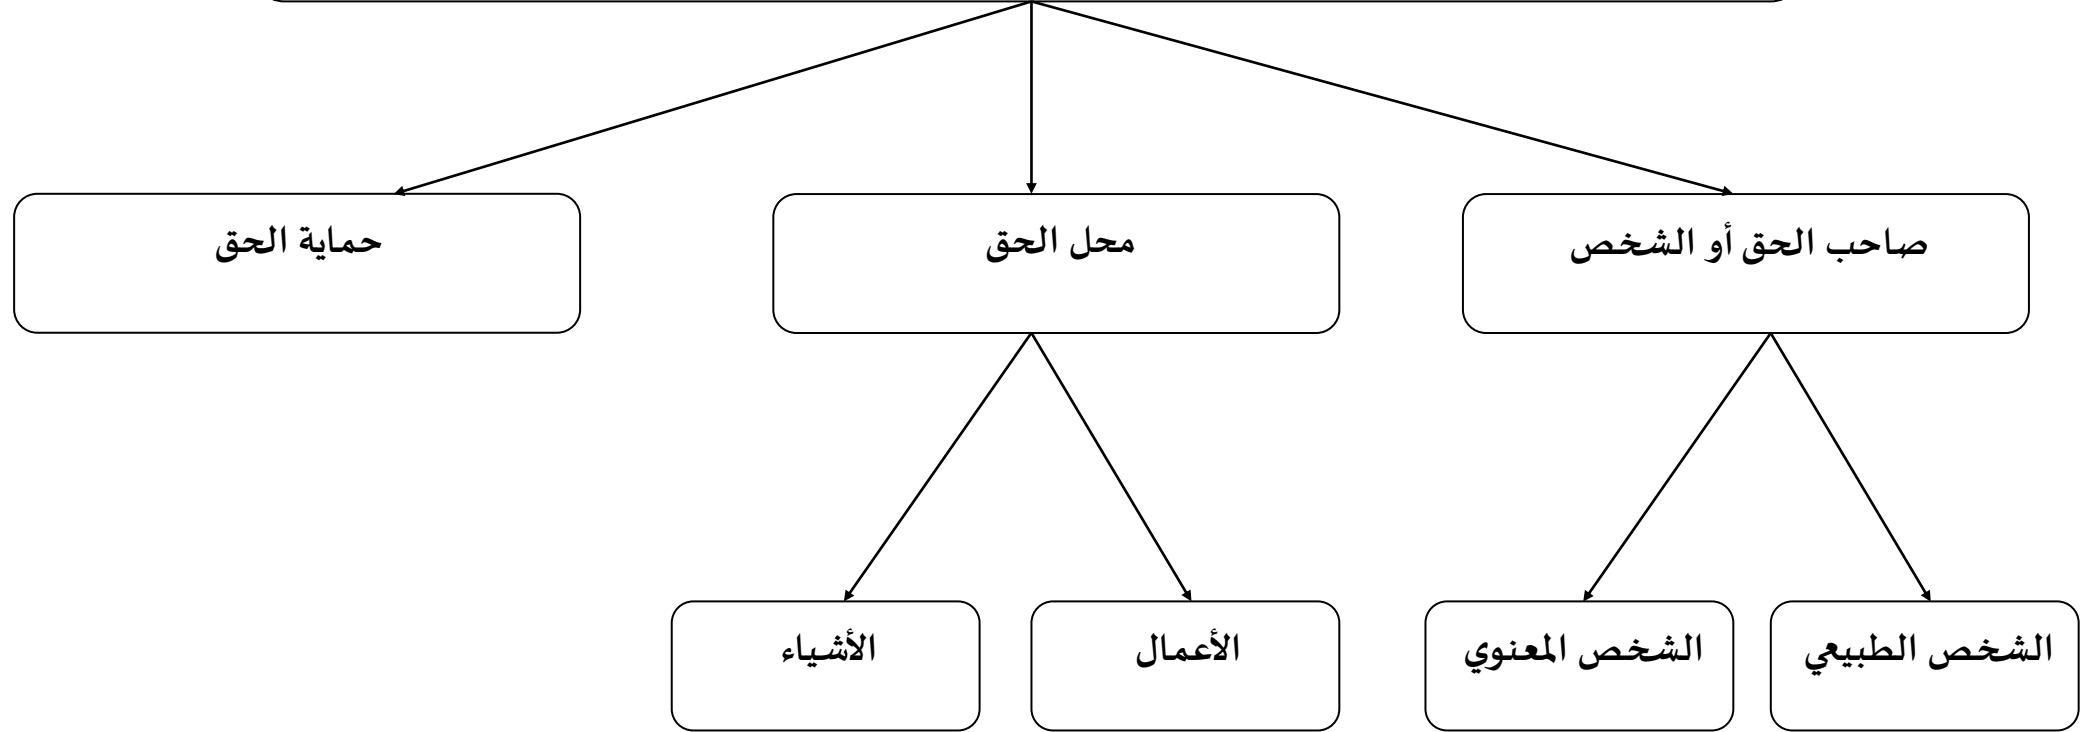 صاحب الحق أو الشخص
محل الحق
حماية الحق
الشخص الطبيعي
الشخص المعنوي
الأعمال
الأشياء